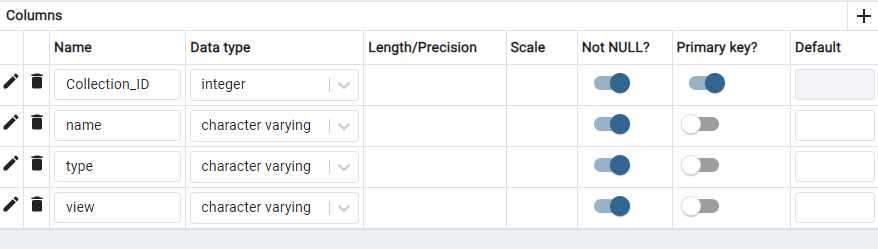 Columns
Name Data type Length/Precision Scale Not NULL? Primary key? Default
Collection_ID integer
name character varying
type character varying
view character varying